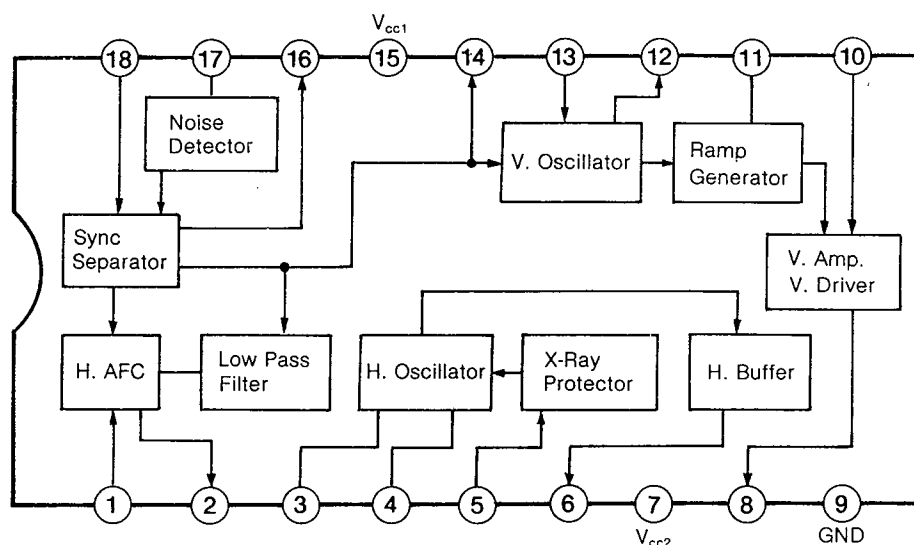 Vcc1
18 17 16 15 14 13 12 11 10
Noise
Detector
V. Oscillator
Ramp
Generator
Sync
Separator
V. Amp.
V. Driver
H. AFC
Low Pass
Filter
H. Oscillator
X-Ray
Protector
H. Buffer
1 2 3 4 5 6 7 8 9
Vcc2
GND